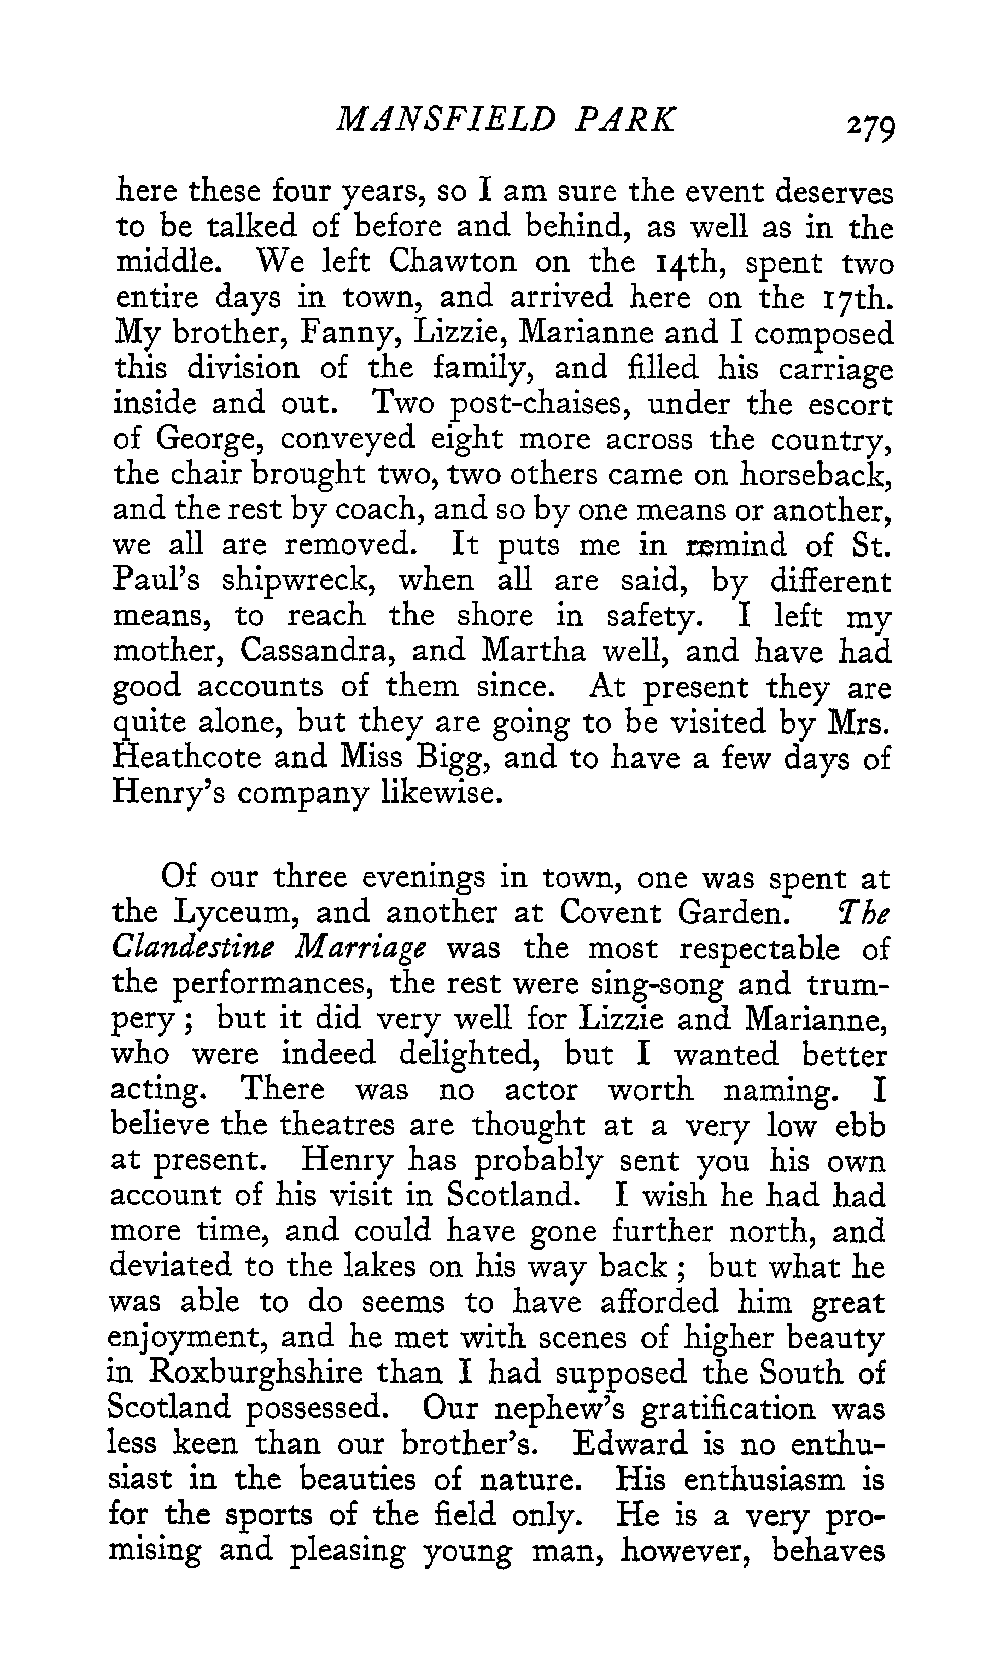 MANSFIELD PARK 279
here these four years, so I am sure the event deserves
to be talked of before and behind, as well as in the
middle. We left Chawton on the 14th, spent two
entire days in town, and arrived here on the 17th.
My brother, Fanny, Lizzie, Marianne and I composed
this division of the family, and filled his carriage
inside and out. Two post-chaises, under the escort
of George, conveyed eight more across the country,
the chair brought two, two others came on horseback,
and the rest by coach, and so by one means or another,
we all are removed. It puts me in remind of St.
Paul's shipwreck, when all are said, by different
means, to reach the shore in safety. I left my
mother, Cassandra, and Martha well, and have had
good accounts of them since. At present they are
quite alone, but they are going to be visited by Mrs.
Heathcote and Miss Bigg, and to have a few days of
Henry's company likewise.
Of our three evenings in town, one was spent at
the Lyceum, and another at Covent Garden. The
Clandestine Marriage was the most respectable of
the performances, the rest were sing-song and trum-
pery ; but it did very well for Lizzie and Marianne,
who were indeed delighted, but I wanted better
acting. There was no actor worth naming. I
believe the theatres are thought at a very low ebb
at present. Henry has probably sent you his own
account of his visit in Scotland. I wish he had had
more time, and could have gone further north, and
deviated to the lakes on his way back ; but what he
was able to do seems to have afforded him great
enjoyment, and he met with scenes of higher beauty
in Roxburghshire than I had supposed the South of
Scotland possessed. Our nephew's gratification was
less keen than our brother's. Edward is no enthu-
siast in the beauties of nature. His enthusiasm is
for the sports of the field only. He is a very pro-
mising and pleasing young man, however, behaves